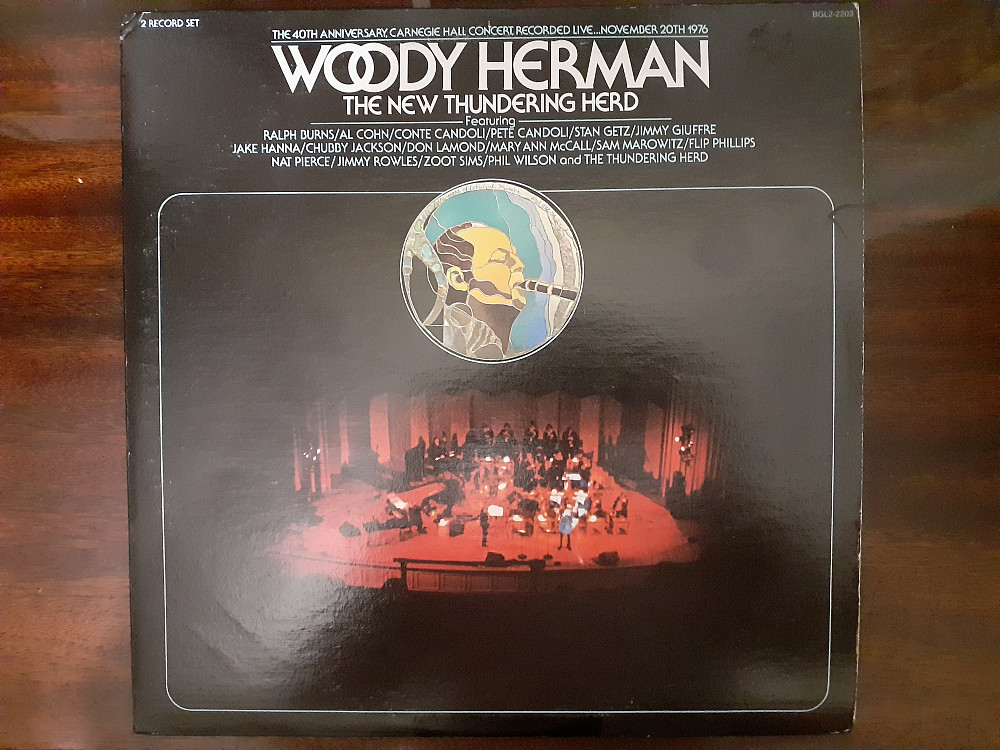 2 RECORD SET
BGL2-2203
THE 40TH ANNIVERSARY, CARNEGIE HALL CONCERT, RECORDED LIVE...NOVEMBER 20TH 1976
WOODY HERMAN
THE NEW THUNDERING HERD
Featuring
RALPH BURNS/AL COHN/CONTE CANDOLI/PETE CANDOLI/STAN GETZ/JIMMY GIUFFRE
JAKE HANNA/CHUBBY JACKSON/DON LAMOND/MARY ANN McCALL/SAM MAROWITZ/FLIP PHILLIPS
NAT PIERCE/JIMMY ROWLES/ZOOT SIMS/PHIL WILSON and THE THUNDERING HERD